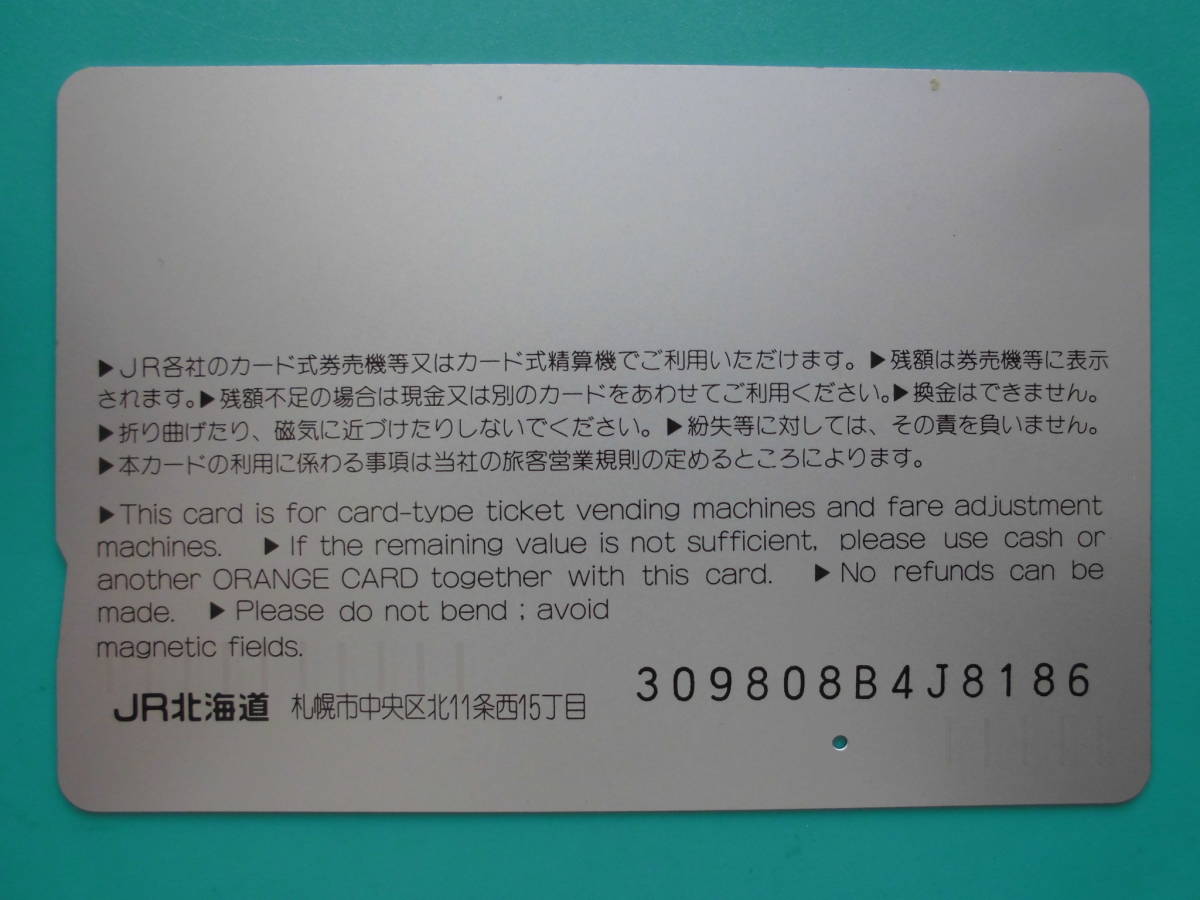 ▶JR各社のカード式券売機等又はカード式精算機でご利用いただけます。▶残額は券売機等に表示
されます。▶残額不足の場合は現金又は別のカードをあわせてご利用ください。▶換金はできません。
▶折り曲げたり、磁気に近づけたりしないでください。▶紛失等に対しては、その責を負いません。
▶本カードの利用に係わる事項は当社の旅客営業規則の定めるところによります。
▶This card is for card-type ticket vending machines and fare adjustment
machines. ▶If the remaining value is not sufficient, please use cash or
another ORANGE CARD together with this card. ▶No refunds can be
made. ▶Please do not bend ; avoid
magnetic fields.
JR北海道 札幌市中央区北11条西15丁目 309808B4J8186